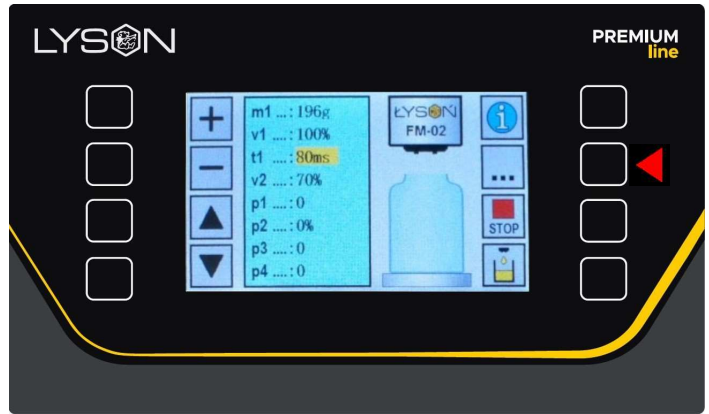 LYSON
PREMIUM
line
m1 ...: 196g
v1 ....: 100%
t1 ....: 80ms
v2 ....: 70%
p1 ....: 0
p2 ....: 0%
p3 ....: 0
p4 ....: 0
ŁYSOŃ
FM-02
i
...
STOP